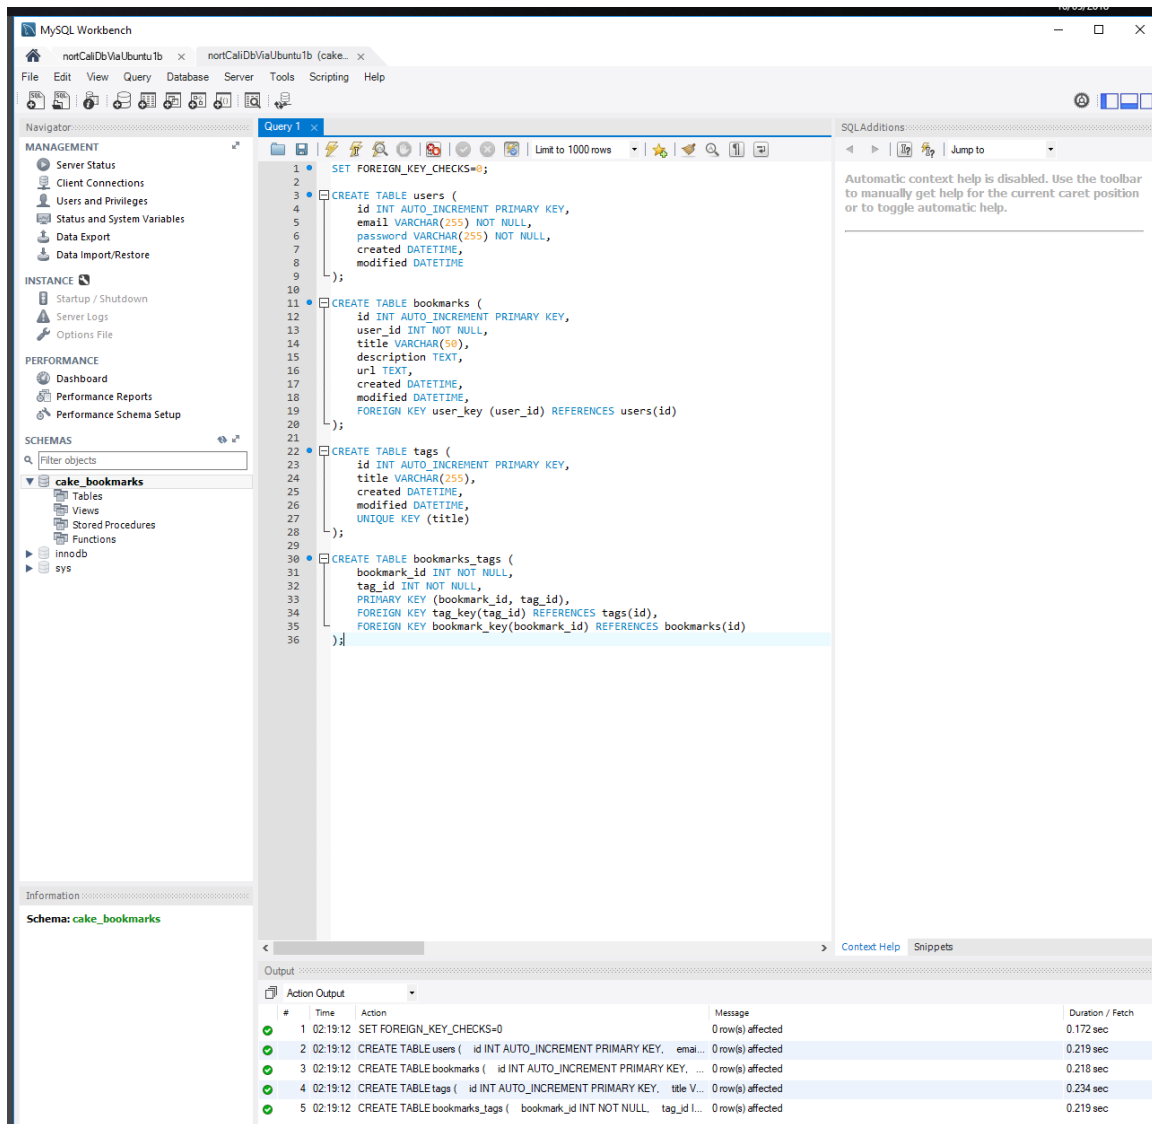 MySQL Workbench
nortCaliDbViaUbuntu1b
nortCaliDbViaUbuntu1b (cake...
File Edit View Query Database Server Tools Scripting Help
Navigator
MANAGEMENT
Server Status
Client Connections
Users and Privileges
Status and System Variables
Data Export
Data Import/Restore
INSTANCE
Startup / Shutdown
Server Logs
Options File
PERFORMANCE
Dashboard
Performance Reports
Performance Schema Setup
SCHEMAS
Filter objects
cake_bookmarks
Tables
Views
Stored Procedures
Functions
innodb
sys
Information
Schema: cake_bookmarks
Query 1
Limit to 1000 rows
1 SET FOREIGN_KEY_CHECKS=0;
2
3 CREATE TABLE users (
4 id INT AUTO_INCREMENT PRIMARY KEY,
5 email VARCHAR(255) NOT NULL,
6 password VARCHAR(255) NOT NULL,
7 created DATETIME,
8 modified DATETIME
9 );
10
11 CREATE TABLE bookmarks (
12 id INT AUTO_INCREMENT PRIMARY KEY,
13 user_id INT NOT NULL,
14 title VARCHAR(50),
15 description TEXT,
16 url TEXT,
17 created DATETIME,
18 modified DATETIME,
19 FOREIGN KEY user_key (user_id) REFERENCES users(id)
20 );
21
22 CREATE TABLE tags (
23 id INT AUTO_INCREMENT PRIMARY KEY,
24 title VARCHAR(255),
25 created DATETIME,
26 modified DATETIME,
27 UNIQUE KEY (title)
28 );
29
30 CREATE TABLE bookmarks_tags (
31 bookmark_id INT NOT NULL,
32 tag_id INT NOT NULL,
33 PRIMARY KEY (bookmark_id, tag_id),
34 FOREIGN KEY tag_key(tag_id) REFERENCES tags(id),
35 FOREIGN KEY bookmark_key(bookmark_id) REFERENCES bookmarks(id)
36 );
SQLAdditions
Jump to
Automatic context help is disabled. Use the toolbar
to manually get help for the current caret position
or to toggle automatic help.
Context Help Snippets
Output
Action Output
# Time Action Message Duration / Fetch
1 02:19:12 SET FOREIGN_KEY_CHECKS=0 0 row(s) affected 0.172 sec
2 02:19:12 CREATE TABLE users ( id INT AUTO_INCREMENT PRIMARY KEY, emai... 0 row(s) affected 0.219 sec
3 02:19:12 CREATE TABLE bookmarks ( id INT AUTO_INCREMENT PRIMARY KEY, ... 0 row(s) affected 0.218 sec
4 02:19:12 CREATE TABLE tags ( id INT AUTO_INCREMENT PRIMARY KEY, title V... 0 row(s) affected 0.234 sec
5 02:19:12 CREATE TABLE bookmarks_tags ( bookmark_id INT NOT NULL, tag_id I... 0 row(s) affected 0.219 sec